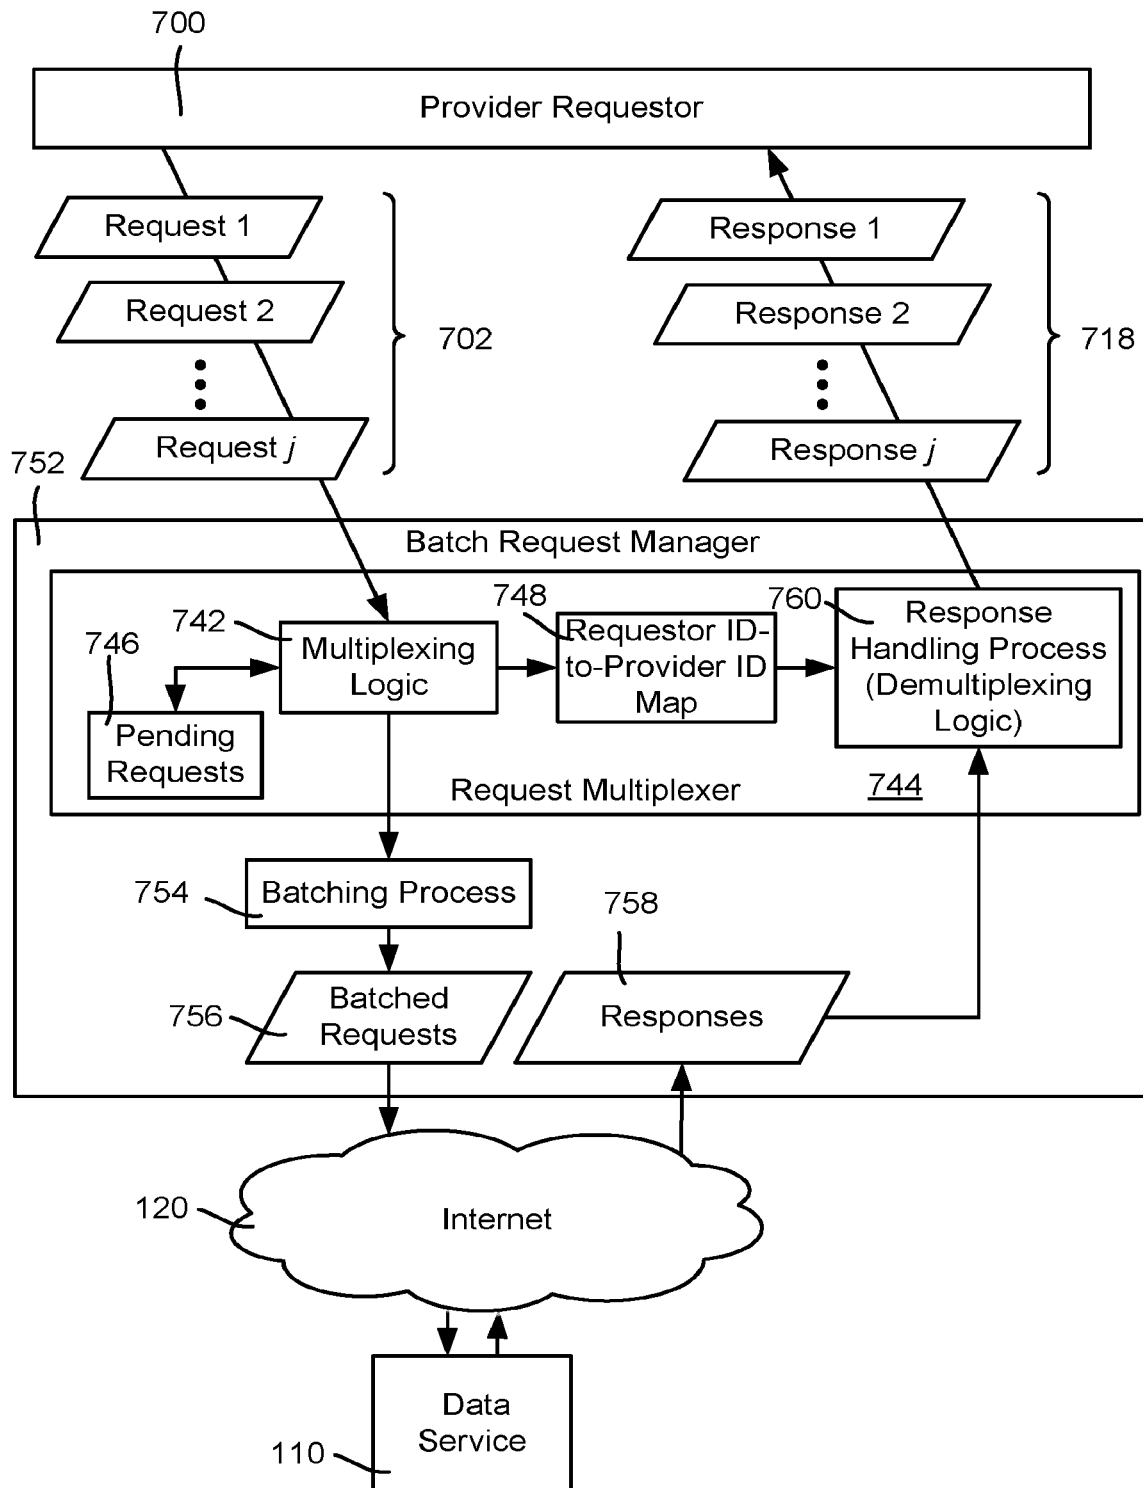 700
Provider Requestor
Request 1
Response 1
Request 2
Response 2
702
718
Request j
Response j
752
Batch Request Manager
742
748
760
746
Multiplexing
Logic
Requestor ID-
to-Provider ID
Map
Response
Handling Process
(Demultiplexing
Logic)
Pending
Requests
Request Multiplexer
744
754
Batching Process
758
756
Batched
Requests
Responses
120
Internet
Data
Service
110